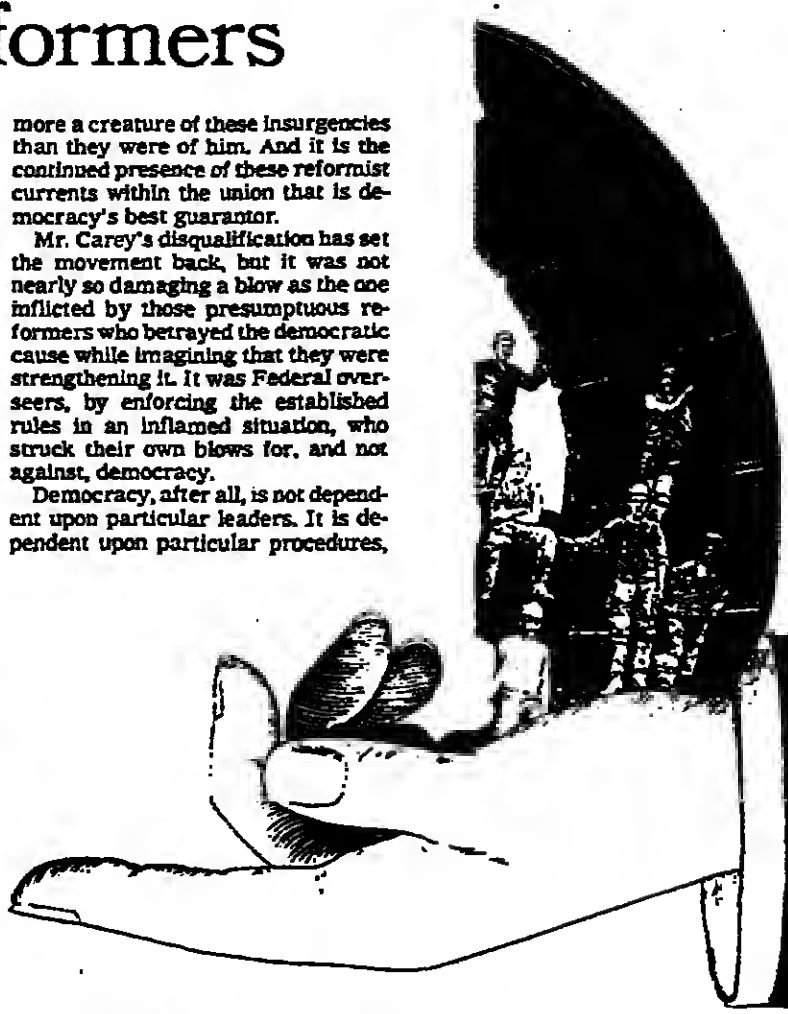 formers
more a creature of these insurgencies
than they were of him. And it is the
continued presence of these reformist
currents within the union that is de-
mocracy's best guarantor.
Mr. Carey's disqualification has set
the movement back, but it was not
nearly so damaging a blow as the one
inflicted by those presumptuous re-
formers who betrayed the democratic
cause while imagining that they were
strengthening it. It was Federal over-
seers, by enforcing the established
rules in an inflamed situation, who
struck their own blows for, and not
against, democracy.
Democracy, after all, is not depend-
ent upon particular leaders. It is de-
pendent upon particular procedures,